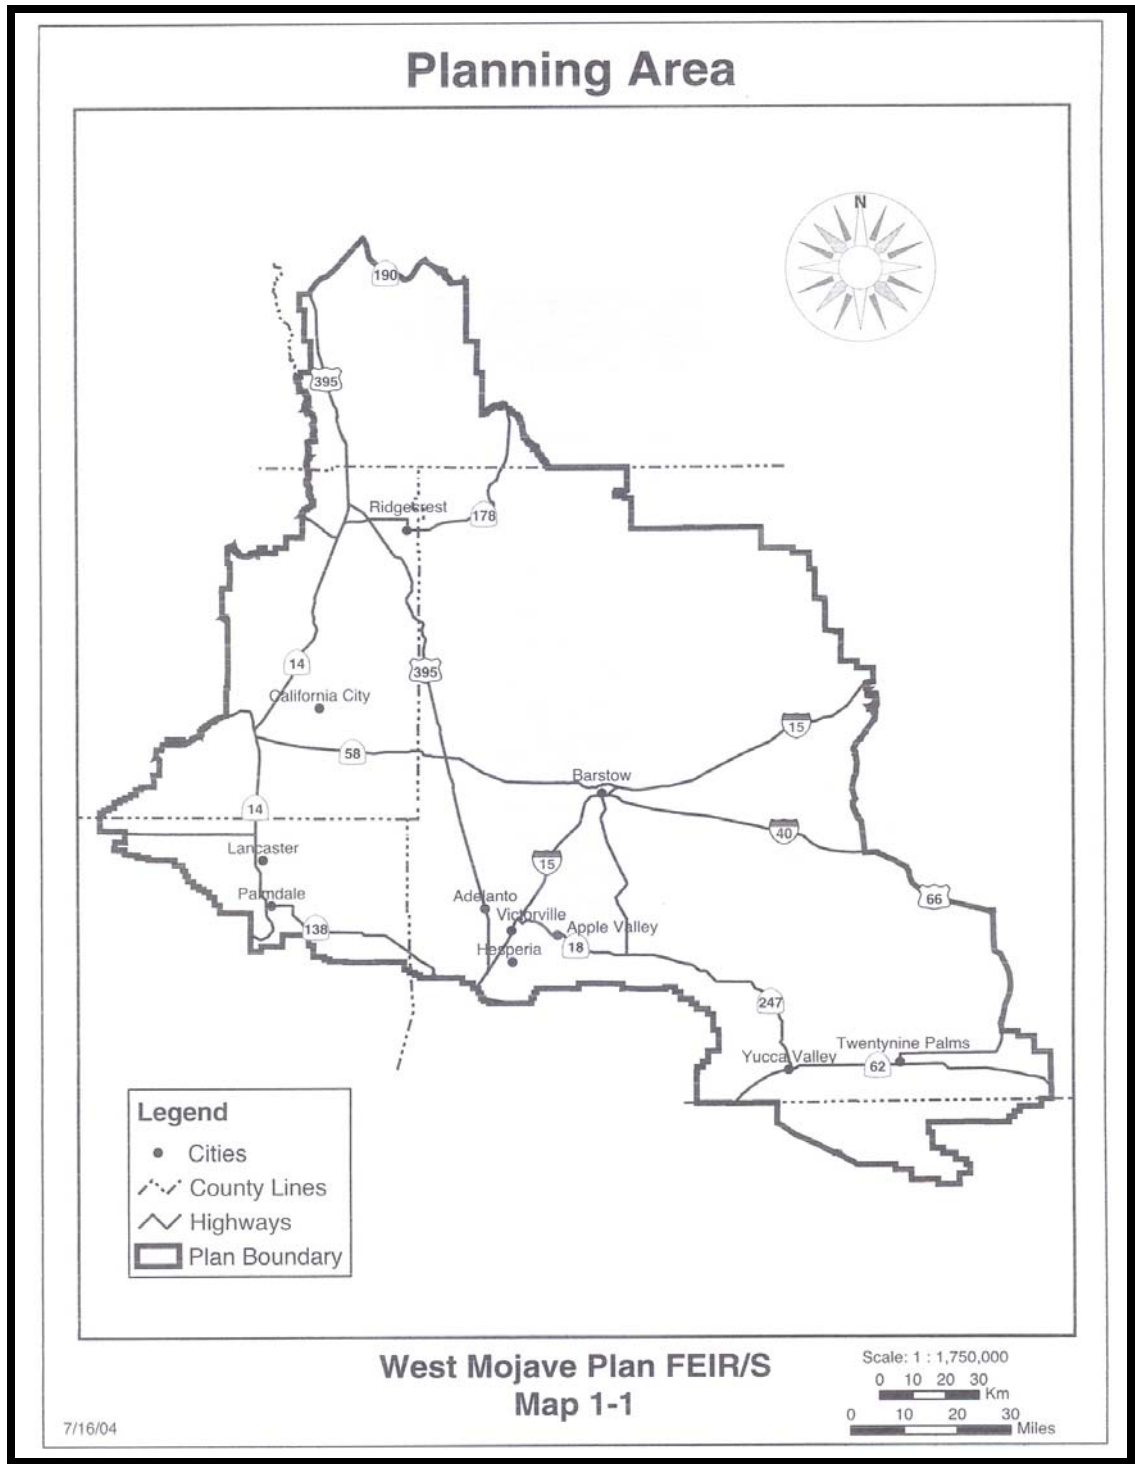 Planning Area
N
190
395
Ridgecrest
178
14
395
California City
15
58
Barstow
14
40
Lancaster
15
Palmdale
Adelanto
66
Victorville
138
Apple Valley
18
Hesperia
247
Twentynine Palms
Yucca Valley
62
Legend
Cities
County Lines
Highways
Plan Boundary
West Mojave Plan FEIR/S
Map 1-1
Scale: 1 : 1,750,000
0 10 20 30
Km
0 10 20 30
Miles
7/16/04